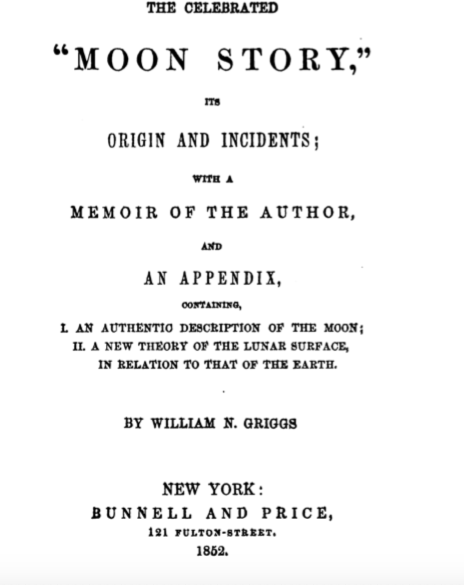 THE CELEBRATED
“MOON STORY,”
ITS
ORIGIN AND INCIDENTS;
WITH A
MEMOIR OF THE AUTHOR,
AND
AN APPENDIX,
CONTAINING,
I. AN AUTHENTIC DESCRIPTION OF THE MOON;
II. A NEW THEORY OF THE LUNAR SURFACE,
IN RELATION TO THAT OF THE EARTH.
BY WILLIAM N. GRIGGS
NEW YORK:
BUNNELL AND PRICE,
121 FULTON-STREET.
1852.